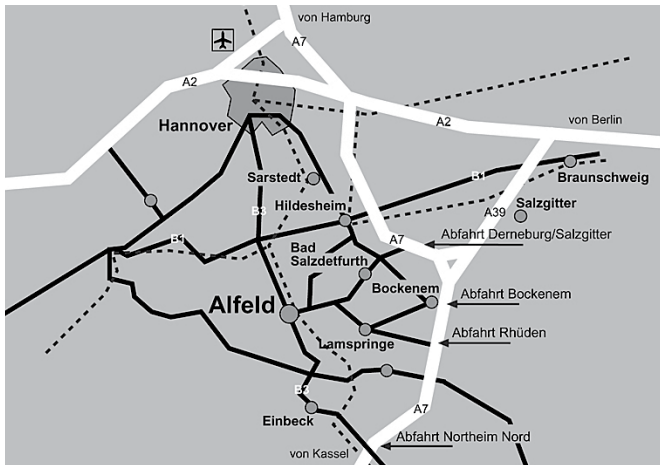 von Hamburg
A7
A2
Hannover
A2
von Berlin
Sarstedt
B1
Braunschweig
Hildesheim
B3
A39
Salzgitter
B1
A7
Abfahrt Derneburg/Salzgitter
Bad
Salzdetfurth
Bockenem
Abfahrt Bockenem
Alfeld
Lamspringe
Abfahrt Rhüden
B3
A7
Einbeck
von Kassel
Abfahrt Northeim Nord